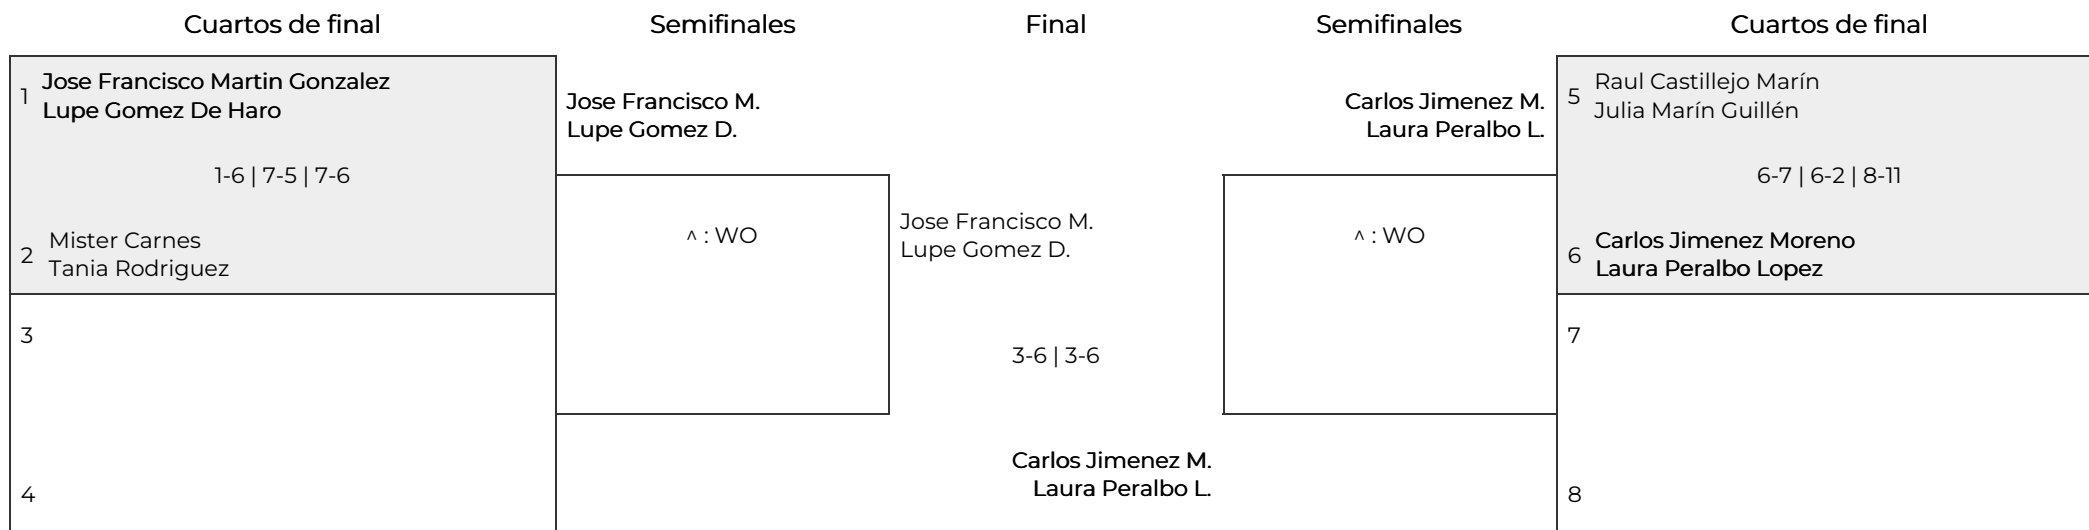 Cuartos de final
Semifinales
Final
Semifinales
Cuartos de final
1
Jose Francisco Martin Gonzalez
Lupe Gomez De Haro
1-6 | 7-5 | 7-6
2
Mister Carnes
Tania Rodriguez
3
4
Jose Francisco M.
Lupe Gomez D.
^ : WO
Jose Francisco M.
Lupe Gomez D.
3-6 | 3-6
Carlos Jimenez M.
Laura Peralbo L.
Carlos Jimenez M.
Laura Peralbo L.
^ : WO
5
Raul Castillejo Marín
Julia Marín Guillén
6-7 | 6-2 | 8-11
6
Carlos Jimenez Moreno
Laura Peralbo Lopez
7
8